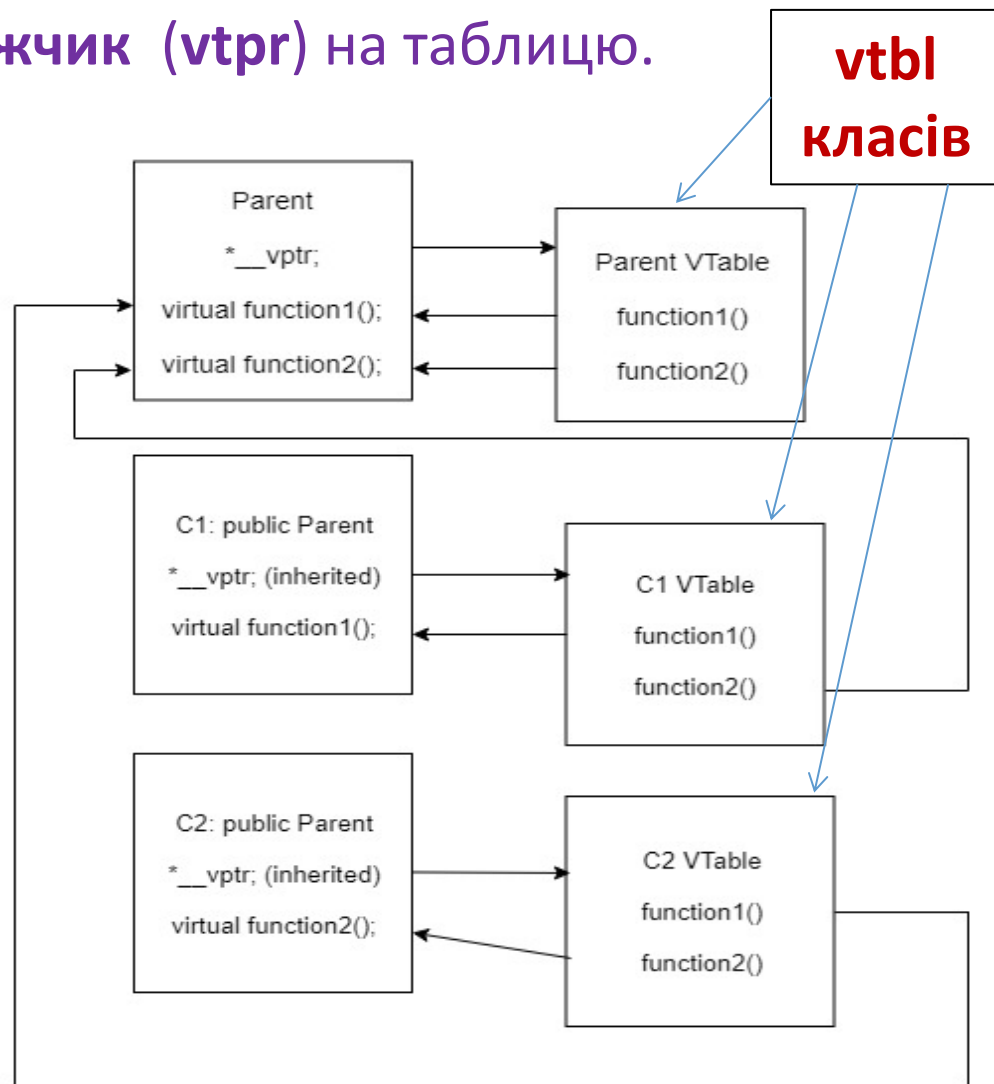 жчик (vtpr) на таблицю.
vtbl
класів
Parent
*__vptr;
virtual function1();
virtual function2();
Parent VTable
function1()
function2()
C1: public Parent
*__vptr; (inherited)
virtual function1();
C1 VTable
function1()
function2()
C2: public Parent
*__vptr; (inherited)
virtual function2();
C2 VTable
function1()
function2()